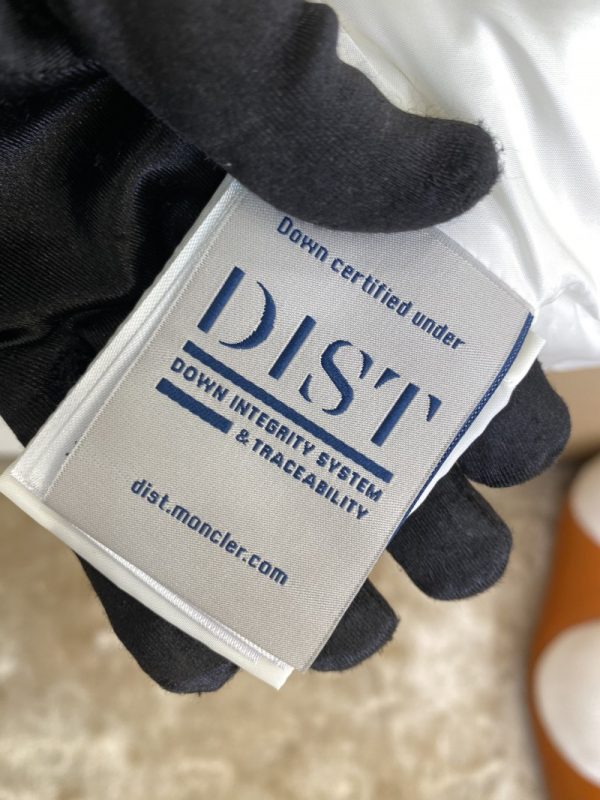 Down certified under
DIST
DOWN INTEGRITY SYSTEM
& TRACEABILITY
dist.moncler.com